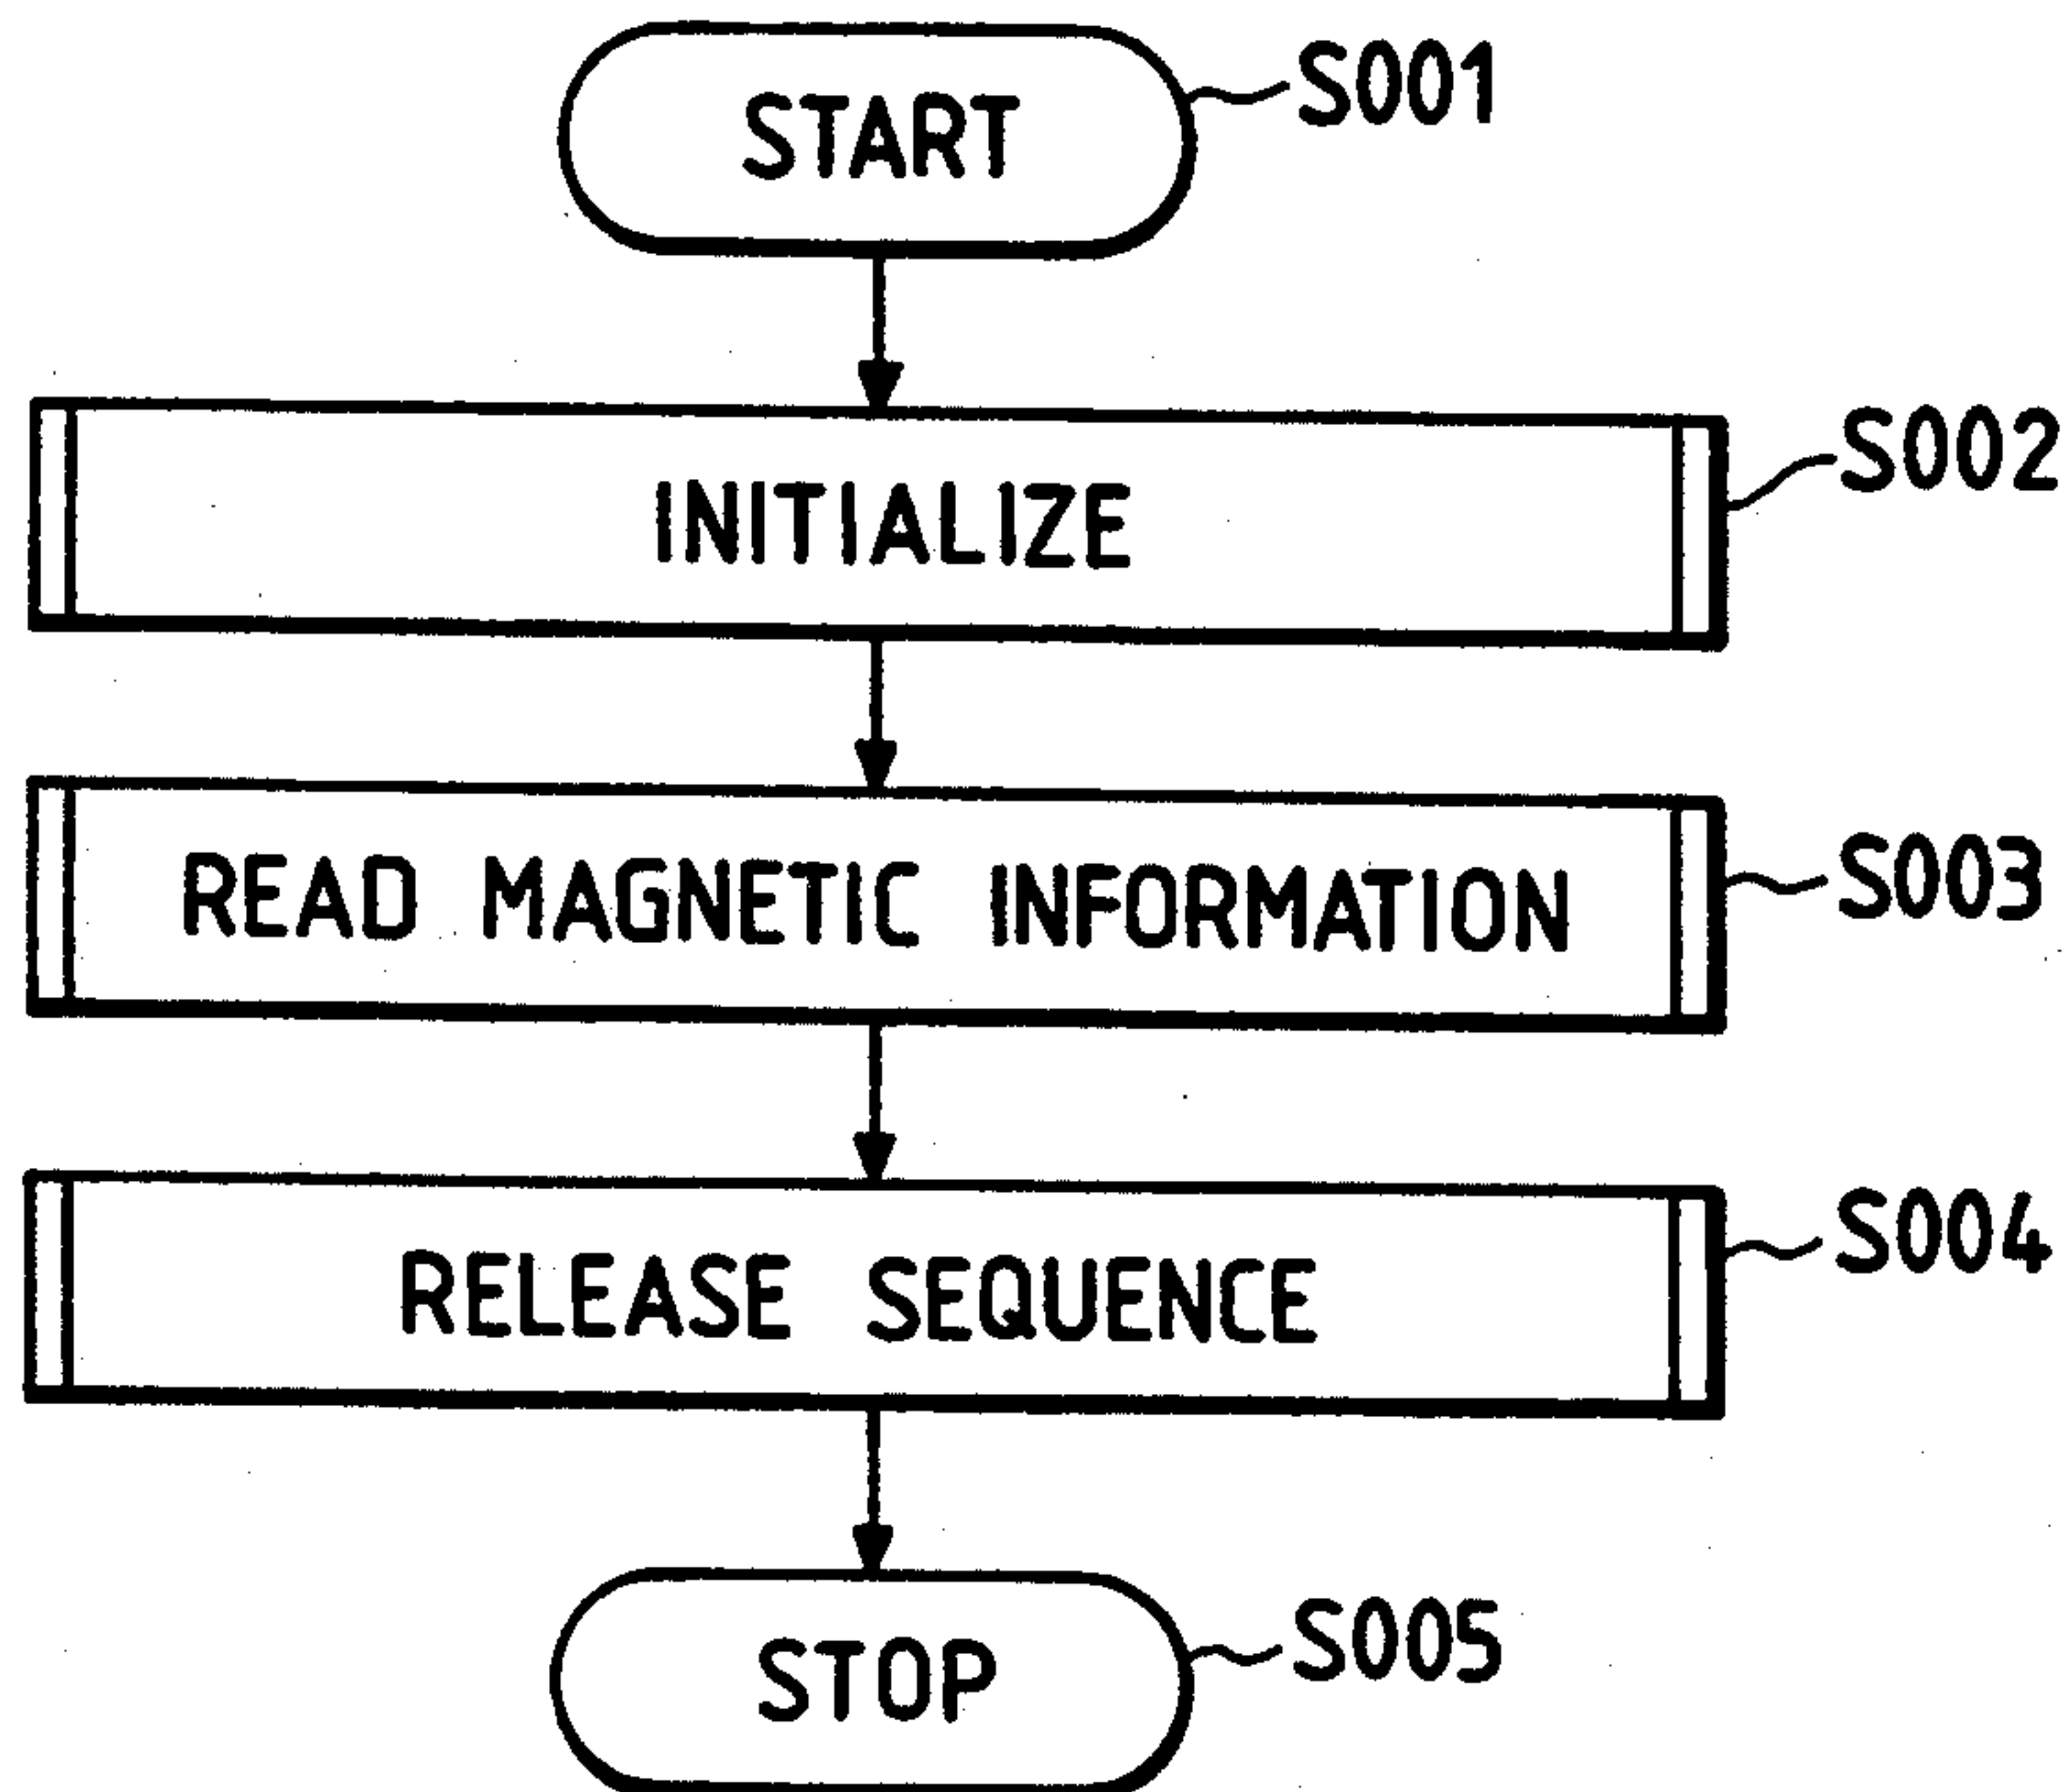 START S001
INITIALIZE S002
READ MAGNETIC INFORMATION S003
RELEASE SEQUENCE S004
STOP S005